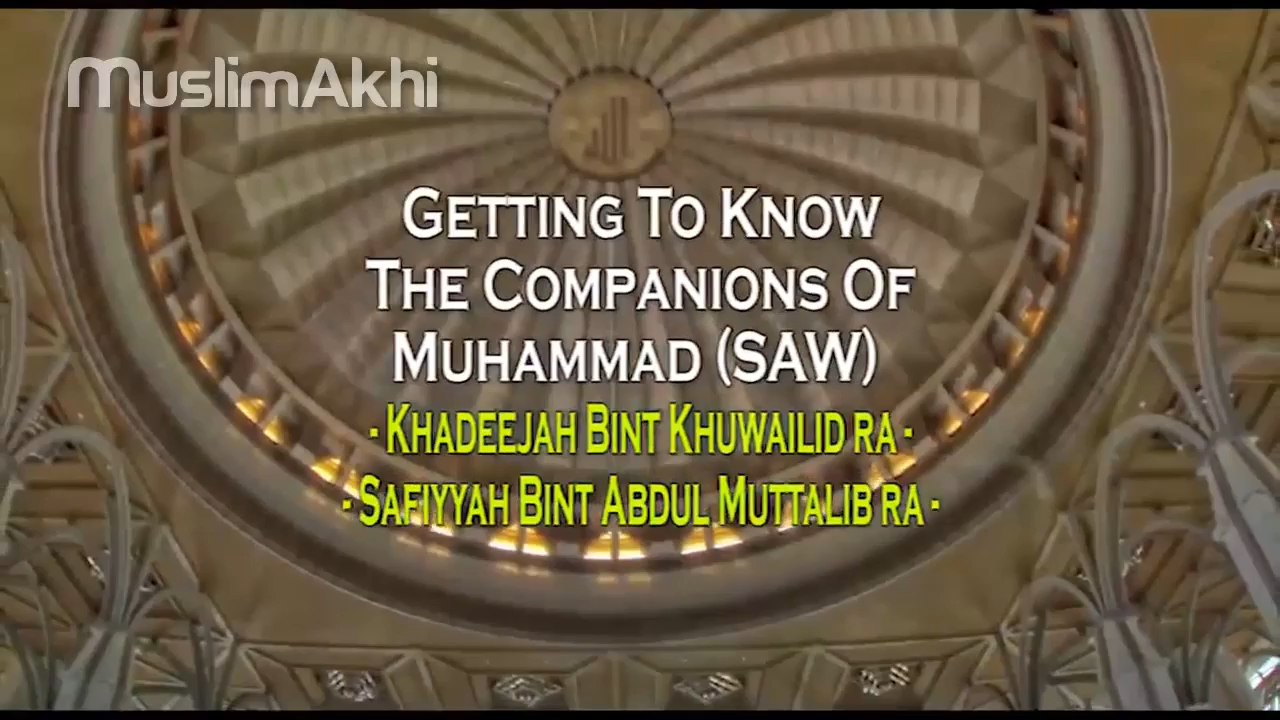 MuslimAkhi
Getting To Know
The Companions Of
Muhammad (SAW)
- Khadeejah Bint Khuwailid ra -
- Safiyyah Bint Abdul Muttalib ra -